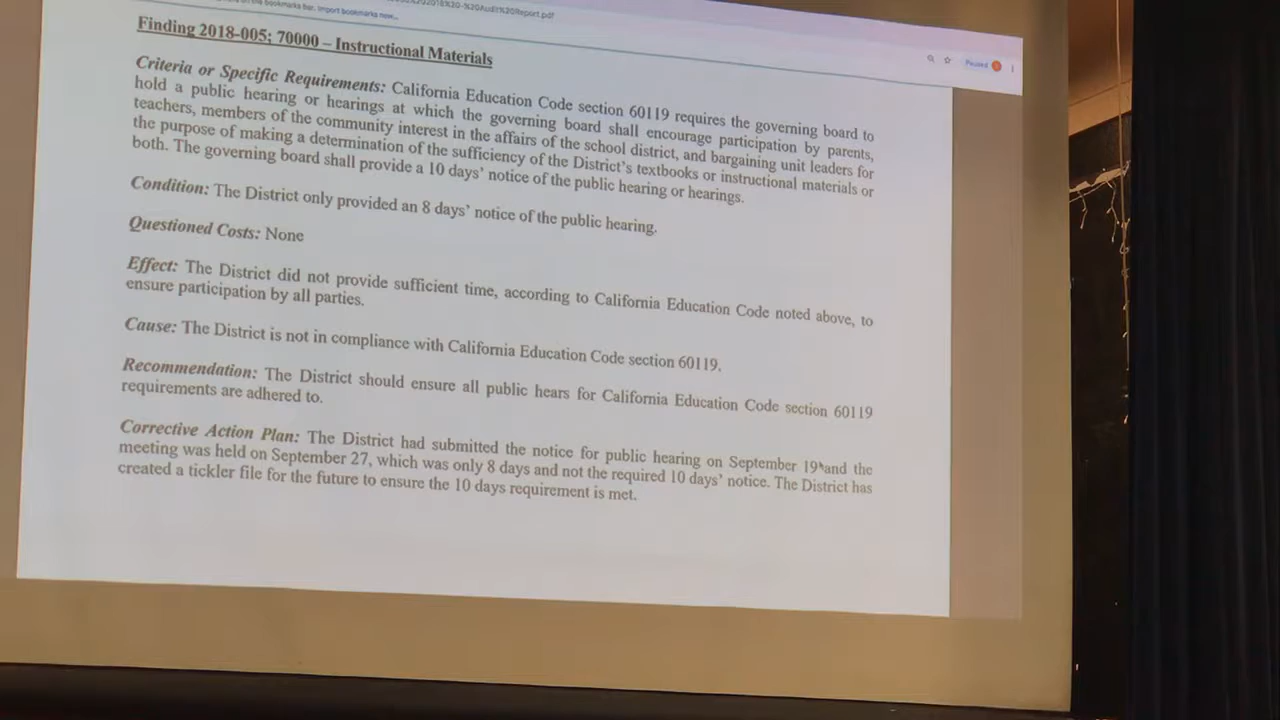 the bookmarks bar. Import bookmarks now...
%20Audit%20Report.pdf
Paused
Finding 2018-005; 70000 – Instructional Materials
Criteria or Specific Requirements: California Education Code section 60119 requires the governing board to
hold a public hearing or hearings at which the governing board shall encourage participation by parents,
teachers, members of the community interest in the affairs of the school district, and bargaining unit leaders for
the purpose of making a determination of the sufficiency of the District's textbooks or instructional materials or
both. The governing board shall provide a 10 days' notice of the public hearing or hearings.
Condition: The District only provided an 8 days' notice of the public hearing.
Questioned Costs: None
Effect: The District did not provide sufficient time, according to California Education Code noted above, to
ensure participation by all parties.
Cause: The District is not in compliance with California Education Code section 60119.
Recommendation: The District should ensure all public hears for California Education Code section 60119
requirements are adhered to.
Corrective Action Plan: The District had submitted the notice for public hearing on September 19 and the
meeting was held on September 27, which was only 8 days and not the required 10 days' notice. The District has
created a tickler file for the future to ensure the 10 days requirement is met.